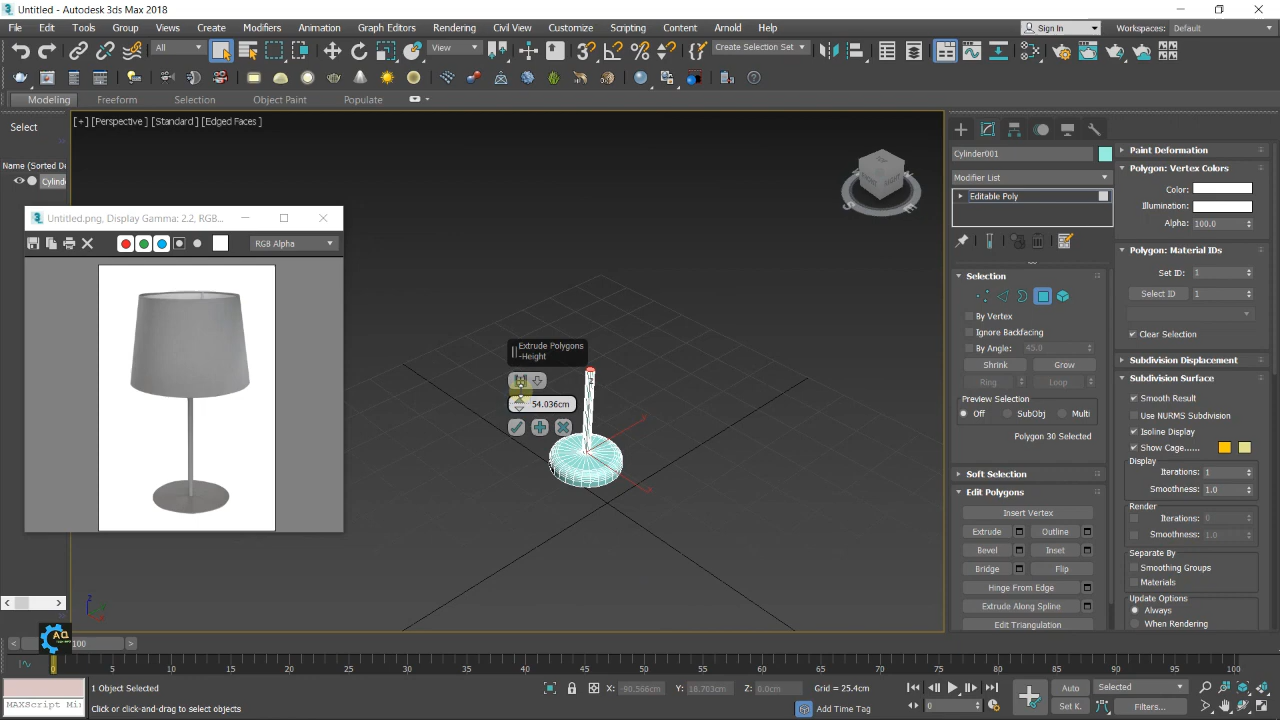 Untitled - Autodesk 3ds Max 2018
File Edit Tools Group Views Create Modifiers Animation Graph Editors Rendering Civil View Customize Scripting Content Arnold Help Sign In Workspaces: Default
All View Create Selection Set
Modeling Freeform Selection Object Paint Populate
Select
[+] [Perspective ] [Standard ] [Edged Faces ]
Name (Sorted De
Cylinde
Untitled.png, Display Gamma: 2.2, RGB...
RGB Alpha
Extrude Polygons
-Height
54.036cm
Cylinder001
Modifier List
Editable Poly
Selection
By Vertex
Ignore Backfacing
By Angle: 45.0
Shrink Grow
Ring Loop
Preview Selection
Off SubObj Multi
Polygon 30 Selected
Soft Selection
Edit Polygons
Insert Vertex
Extrude Outline
Bevel Inset
Bridge Flip
Hinge From Edge
Extrude Along Spline
Edit Triangulation
Paint Deformation
Polygon: Vertex Colors
Color:
Illumination:
Alpha: 100.0
Polygon: Material IDs
Set ID: 1
Select ID 1
Clear Selection
Subdivision Displacement
Subdivision Surface
Smooth Result
Use NURMS Subdivision
Isoline Display
Show Cage......
Display
Iterations: 1
Smoothness: 1.0
Render
Iterations: 0
Smoothness: 1.0
Separate By
Smoothing Groups
Materials
Update Options
Always
When Rendering
AQ
100
0 5 10 15 20 25 30 35 40 45 50 55 60 65 70 75 80 85 90 95 100
MAXScript Mi
1 Object Selected
Click or click-and-drag to select objects
X: -90.566cm Y: 18.703cm Z: 0.0cm Grid = 25.4cm
Add Time Tag
0
Auto Selected
Set K. Filters...